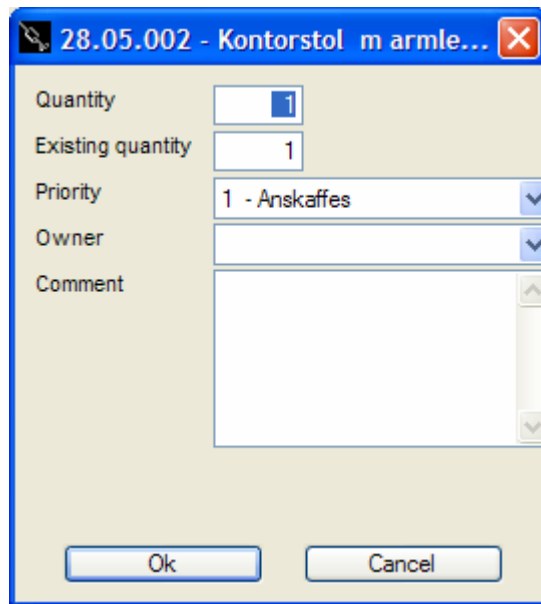 28.05.002 - Kontorstol m armle...
Quantity 1
Existing quantity 1
Priority 1 - Anskaffes
Owner
Comment
Ok Cancel